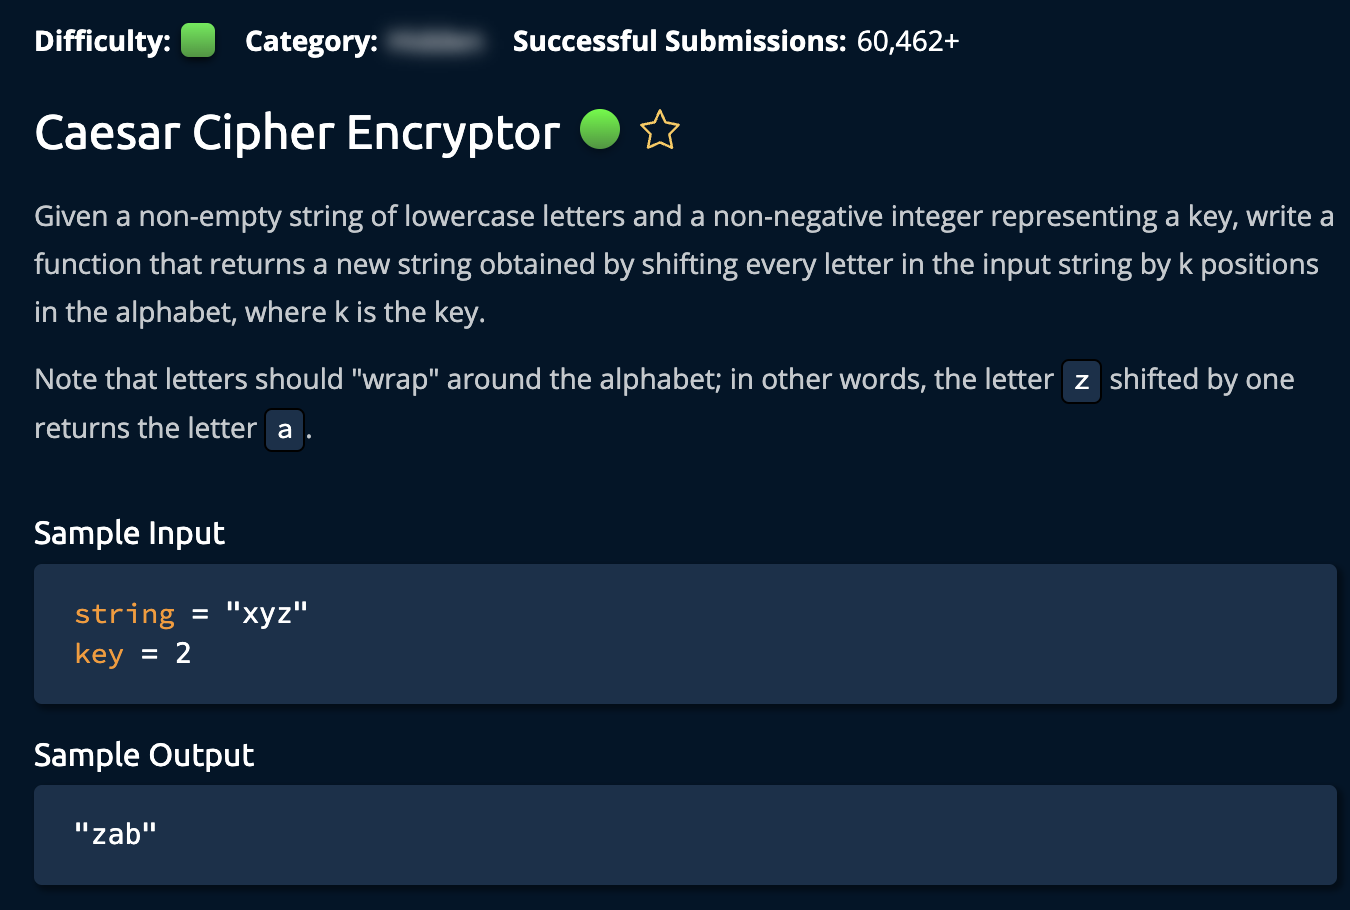 Difficulty: Category: Successful Submissions: 60,462+
Caesar Cipher Encryptor
Given a non-empty string of lowercase letters and a non-negative integer representing a key, write a
function that returns a new string obtained by shifting every letter in the input string by k positions
in the alphabet, where k is the key.
Note that letters should "wrap" around the alphabet; in other words, the letter z shifted by one
returns the letter a.
Sample Input
string = "xyz"
key = 2
Sample Output
"zab"